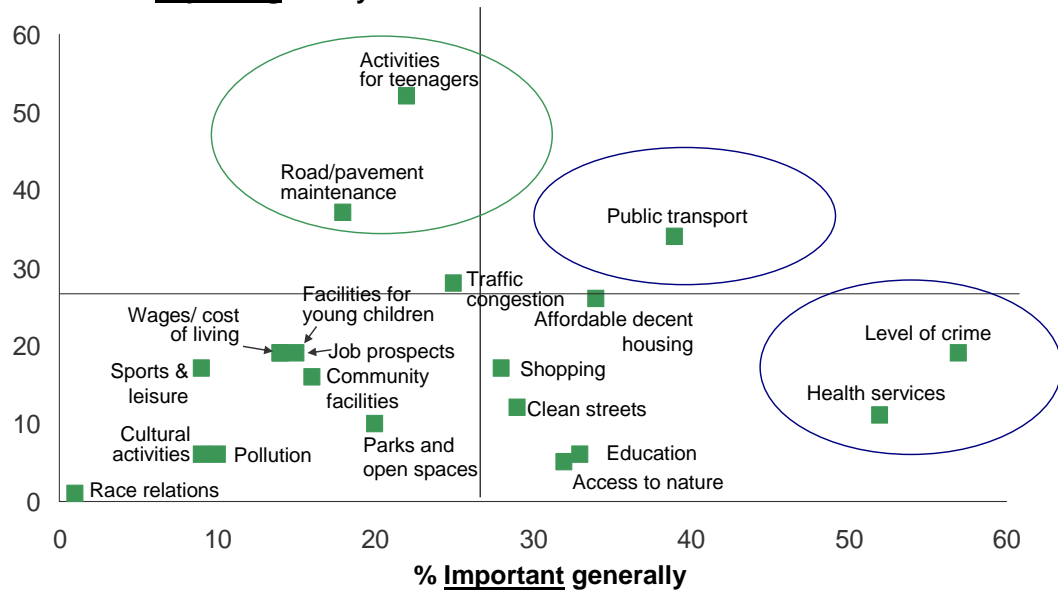 60
50
40
30
20
10
0
Activities
for teenagers
Road/pavement
maintenance
Public transport
Traffic
congestion
Facilities for
young children
Wages/ cost
of living
Affordable decent
housing
Level of crime
Job prospects
Sports &
leisure
Community
facilities
Shopping
Health services
Clean streets
Cultural
activities
Pollution
Parks and
open spaces
Education
Access to nature
Race relations
0 10 20 30 40 50 60
% Important generally